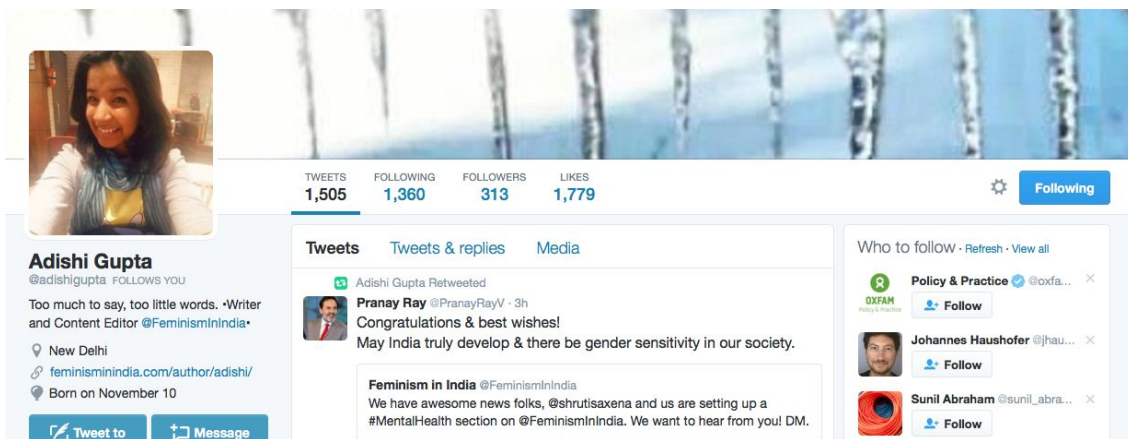 TWEETS FOLLOWING FOLLOWERS LIKES
1,505 1,360 313 1,779
Following
Adishi Gupta
@adishigupta FOLLOWS YOU
Too much to say, too little words. •Writer
and Content Editor @FeminismInIndia•
New Delhi
feminisminindia.com/author/adishi/
Born on November 10
Tweet to
Message
Tweets Tweets & replies Media
Adishi Gupta Retweeted
Pranay Ray @PranayRayV · 3h
Congratulations & best wishes!
May India truly develop & there be gender sensitivity in our society.
Feminism in India @FeminismInIndia
We have awesome news folks, @shrutisaxena and us are setting up a
#MentalHealth section on @FeminismInIndia. We want to hear from you! DM.
Who to follow · Refresh · View all
OXFAM
Policy & Practice
Policy & Practice @oxfa...
Follow
Johannes Haushofer @jhau...
Follow
Sunil Abraham @sunil_abra...
Follow